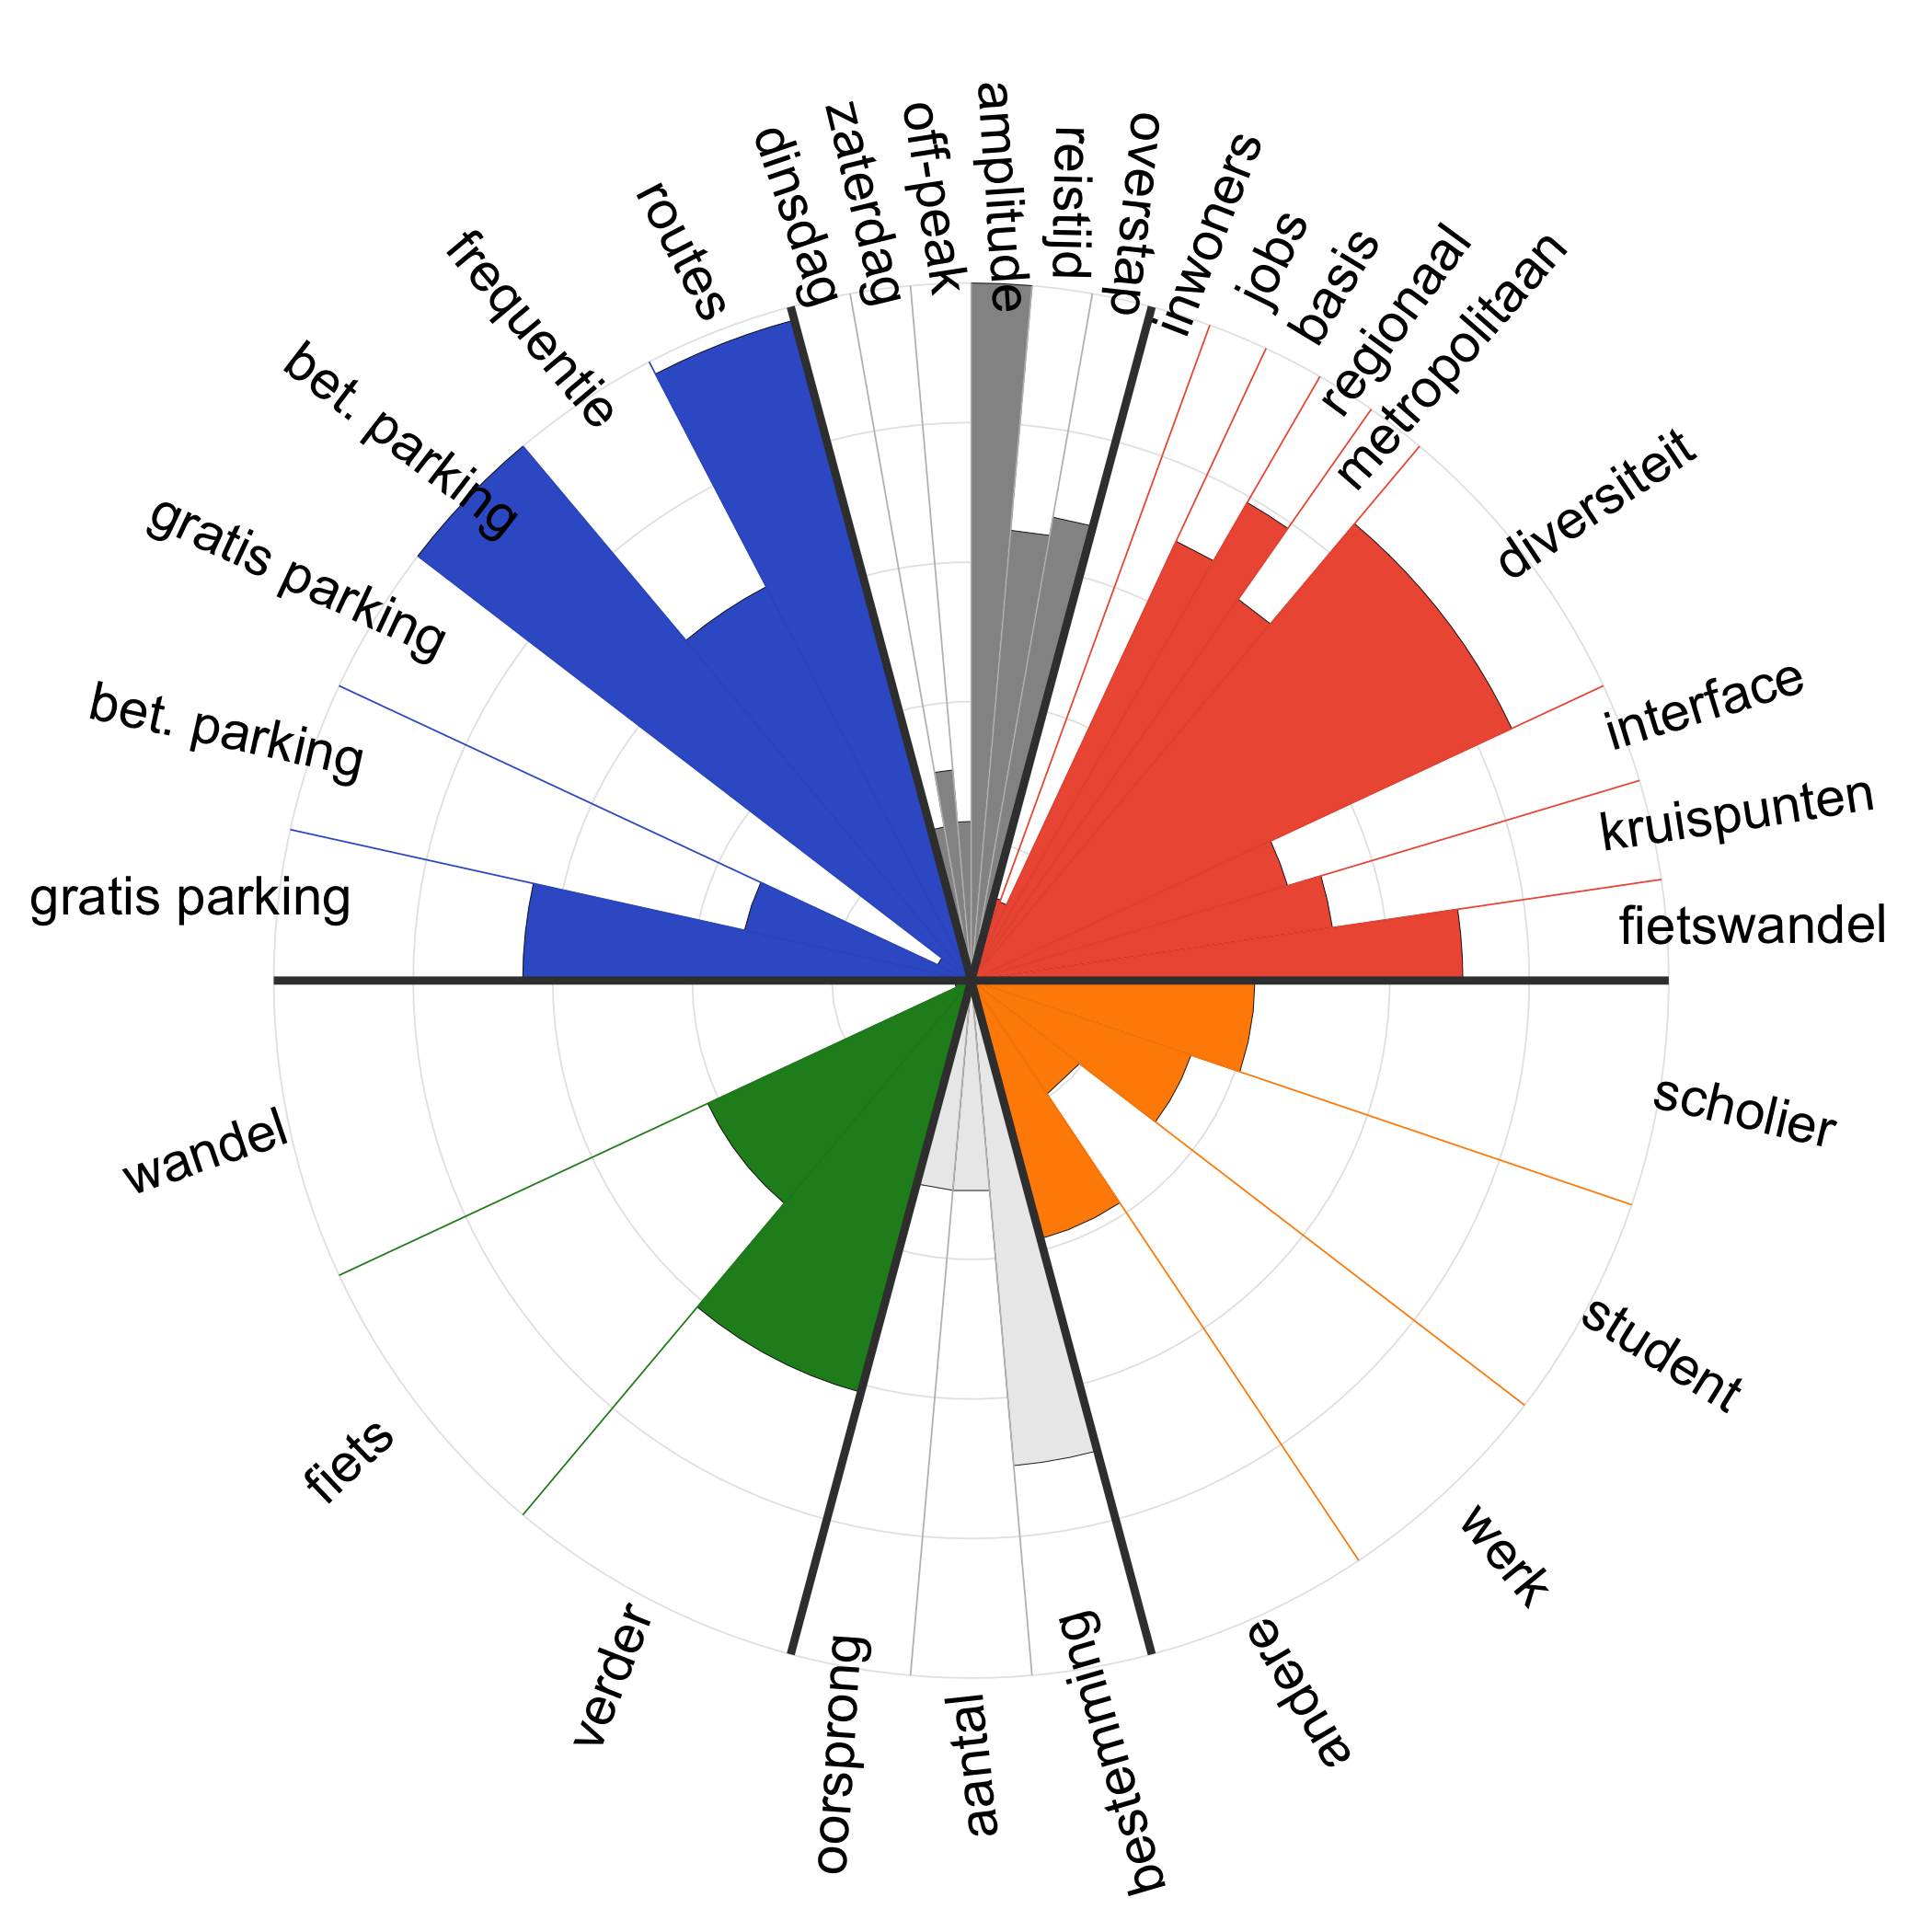 amplitude
reistijd
overstap
inwoners
jobs
basis
regionaal
metropolitaan
diversiteit
interface
kruispunten
fietswandel
scholier
student
werk
andere
bestemming
aantal
oorsprong
verder
fiets
wandel
gratis parking
bet. parking
gratis parking
bet. parking
frequentie
routes
dinsdag
zaterdag
off-peak